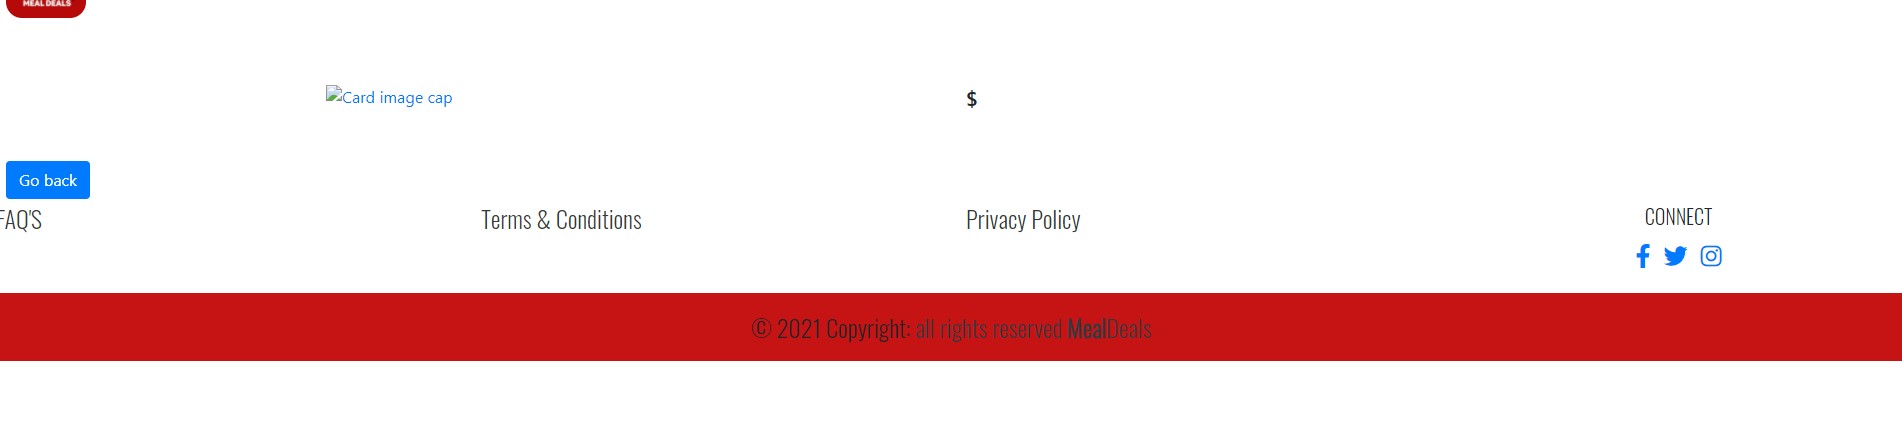 MEAL DEALS
Card image cap
$
Go back
FAQ'S
Terms & Conditions
Privacy Policy
CONNECT
© 2021 Copyright: all rights reserved MealDeals